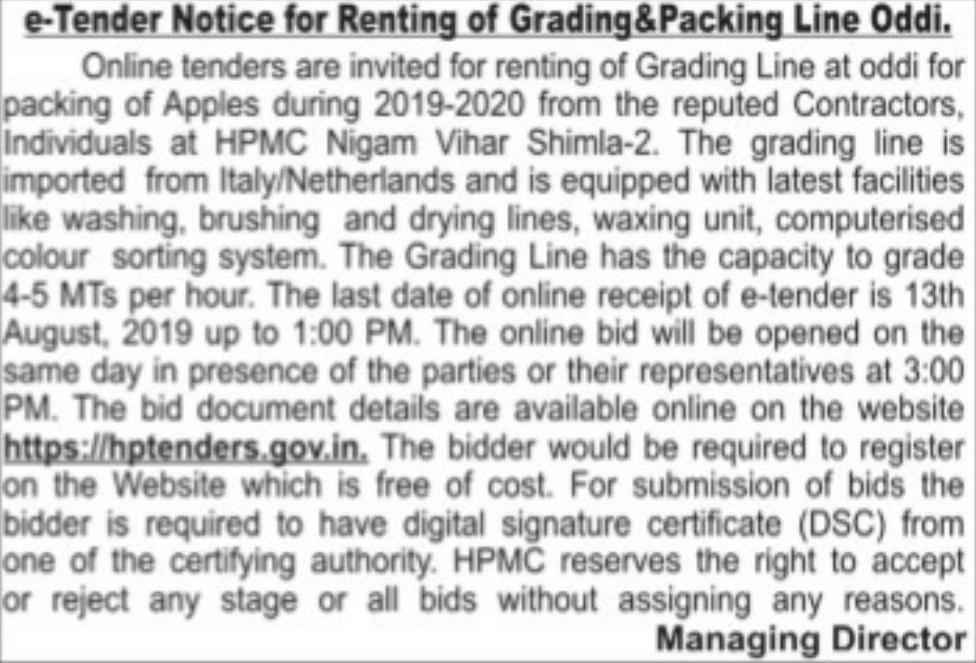 e-Tender Notice for Renting of Grading&Packing Line Oddi.
Online tenders are invited for renting of Grading Line at oddi for
packing of Apples during 2019-2020 from the reputed Contractors,
Individuals at HPMC Nigam Vihar Shimla-2. The grading line is
imported from Italy/Netherlands and is equipped with latest facilities
like washing, brushing and drying lines, waxing unit, computerised
colour sorting system. The Grading Line has the capacity to grade
4-5 MTs per hour. The last date of online receipt of e-tender is 13th
August, 2019 up to 1:00 PM. The online bid will be opened on the
same day in presence of the parties or their representatives at 3:00
PM. The bid document details are available online on the website
https://hptenders.gov.in. The bidder would be required to register
on the Website which is free of cost. For submission of bids the
bidder is required to have digital signature certificate (DSC) from
one of the certifying authority. HPMC reserves the right to accept
or reject any stage or all bids without assigning any reasons.
Managing Director